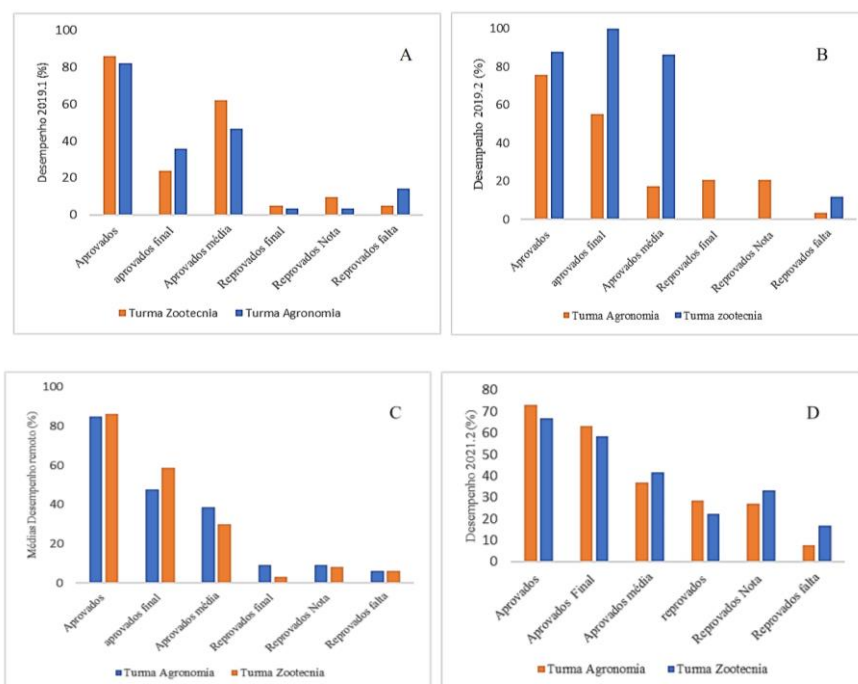 A
Desempenho 2019.1 (%)
100
80
60
40
20
0
Aprovados
aprovados final
Aprovados média
Reprovados final
Reprovados Nota
Reprovados falta
Turma Zootecnia Turma Agronomia
B
Desempenho 2019.2 (%)
100
80
60
40
20
0
Aprovados
aprovados final
Aprovados média
Reprovados final
Reprovados Nota
Reprovados falta
Turma Agronomia Turma zootecnia
C
Médias Desempenho remoto (%)
100
80
60
40
20
0
Aprovados
aprovados final
Aprovados média
Reprovados final
Reprovados Nota
Reprovados falta
Turma Agronomia Turma Zootecnia
D
Desempenho 2021.2 (%)
80
70
60
50
40
30
20
10
0
Aprovados
Aprovados Final
Aprovados média
reprovados
Reprovados Nota
Reprovados falta
Turma Agronomia Turma Zootecnia